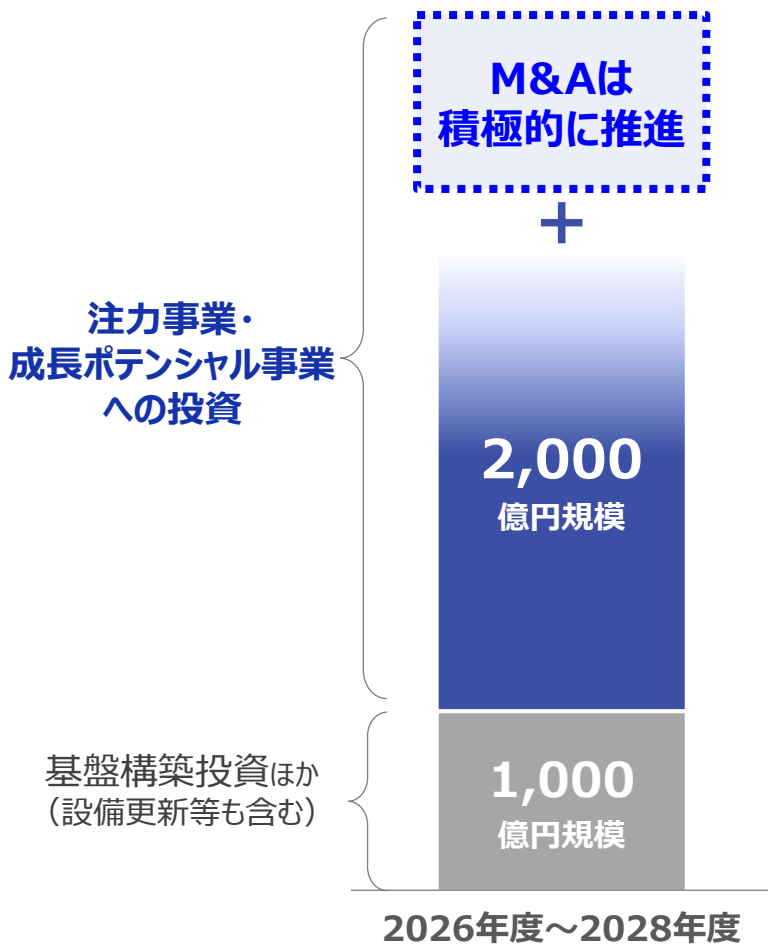 M&Aは
積極的に推進
+
注力事業・
成長ポテンシャル事業
への投資
2,000
億円規模
基盤構築投資ほか
（設備更新等も含む）
1,000
億円規模
2026年度～2028年度